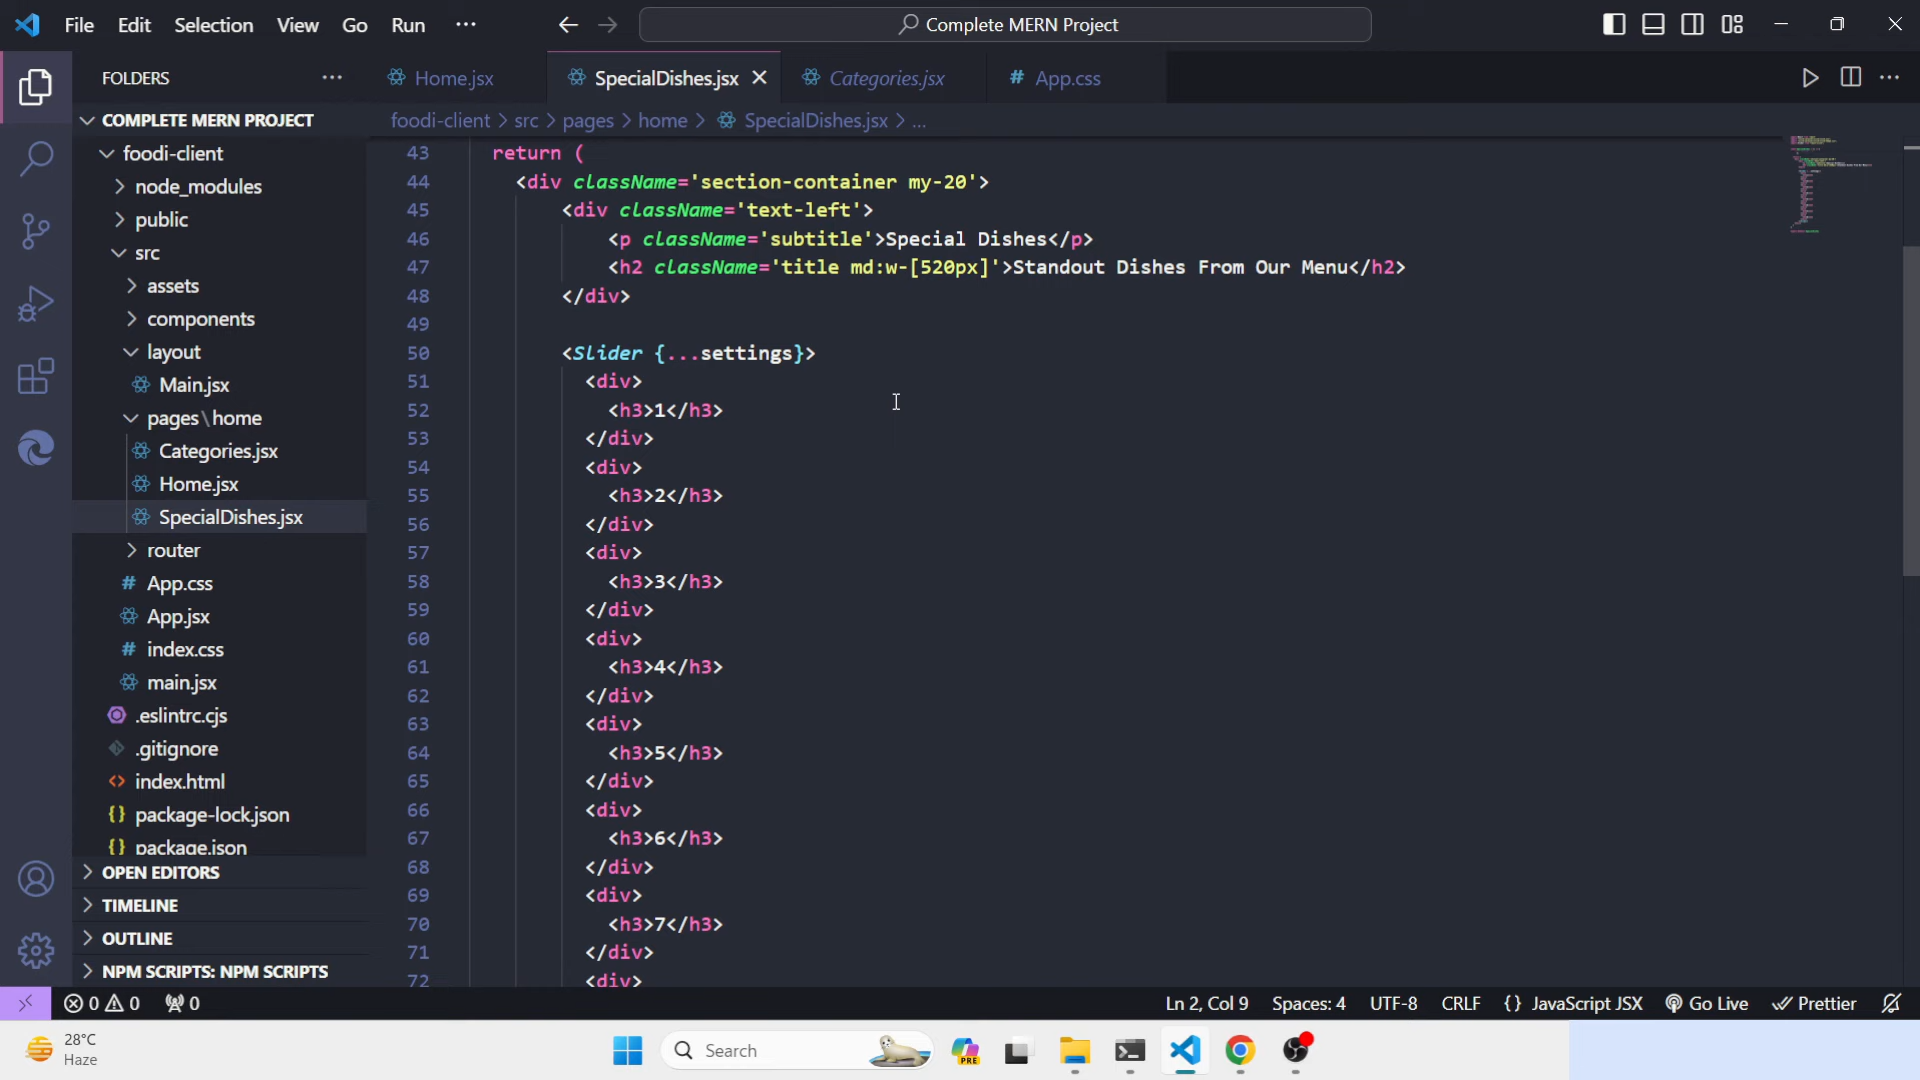 File Edit Selection View Go Run ...
Complete MERN Project
FOLDERS ...
Home.jsx
SpecialDishes.jsx
Categories.jsx
# App.css
COMPLETE MERN PROJECT
foodi-client > src > pages > home > SpecialDishes.jsx > ...
foodi-client
node_modules
public
src
assets
components
layout
Main.jsx
pages\home
Categories.jsx
Home.jsx
SpecialDishes.jsx
router
# App.css
App.jsx
# index.css
main.jsx
.eslintrc.cjs
.gitignore
<> index.html
{} package-lock.json
{} package.json
OPEN EDITORS
TIMELINE
OUTLINE
NPM SCRIPTS: NPM SCRIPTS
43 return (
44 <div className='section-container my-20'>
45 <div className='text-left'>
46 <p className='subtitle'>Special Dishes</p>
47 <h2 className='title md:w-[520px]'>Standout Dishes From Our Menu</h2>
48 </div>
49
50 <Slider {...settings}>
51 <div>
52 <h3>1</h3>
53 </div>
54 <div>
55 <h3>2</h3>
56 </div>
57 <div>
58 <h3>3</h3>
59 </div>
60 <div>
61 <h3>4</h3>
62 </div>
63 <div>
64 <h3>5</h3>
65 </div>
66 <div>
67 <h3>6</h3>
68 </div>
69 <div>
70 <h3>7</h3>
71 </div>
72 <div>
0 0 0
Ln 2, Col 9 Spaces: 4 UTF-8 CRLF {} JavaScript JSX Go Live Prettier
28°C
Haze
Search
PRE